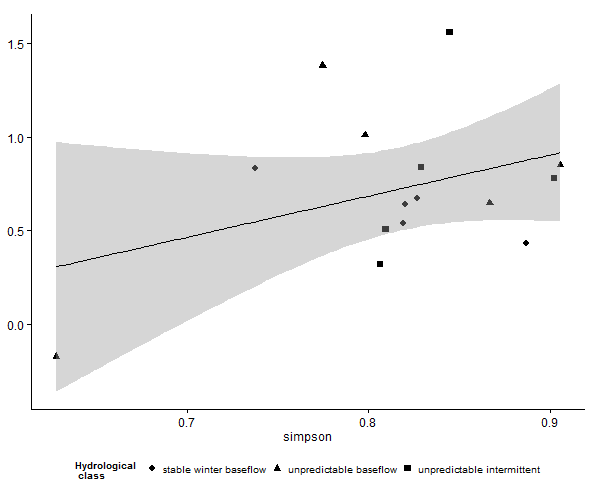 1.5
1.0
0.5
0.0
0.7 0.8 0.9
simpson
Hydrological
class
stable winter baseflow unpredictable baseflow unpredictable intermittent